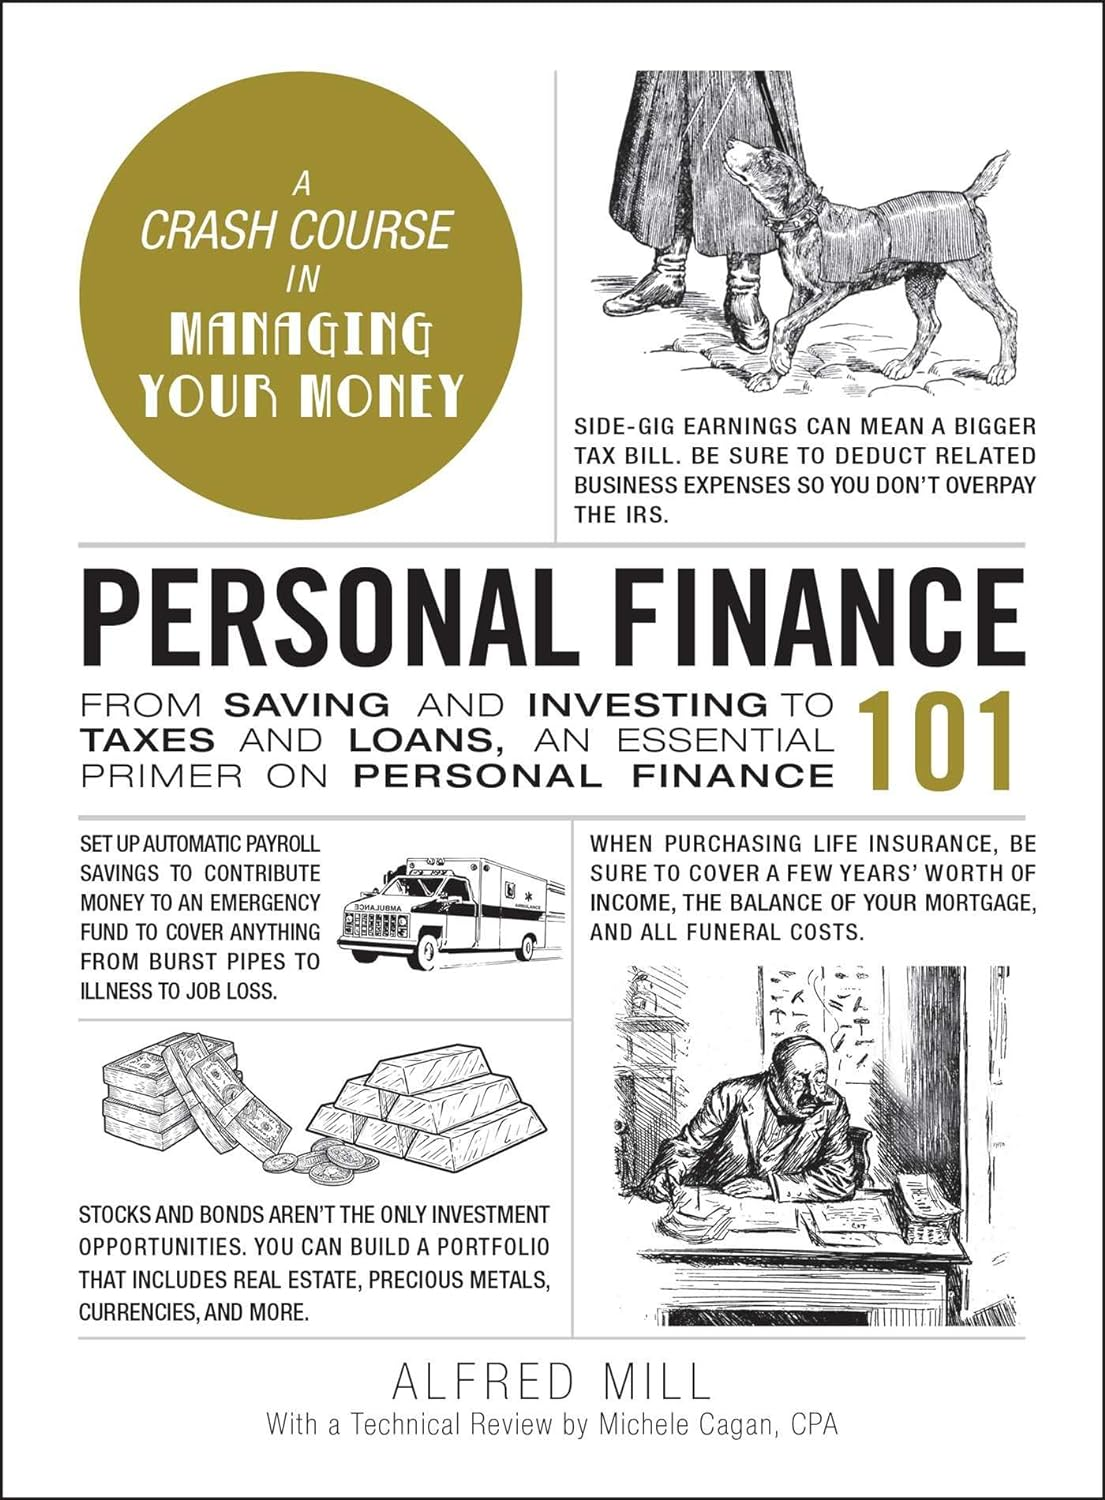 A
CRASH COURSE
IN
MANAGING
YOUR MONEY
SIDE-GIG EARNINGS CAN MEAN A BIGGER
TAX BILL. BE SURE TO DEDUCT RELATED
BUSINESS EXPENSES SO YOU DON'T OVERPAY
THE IRS.
PERSONAL FINANCE
101
FROM SAVING AND INVESTING TO
TAXES AND LOANS, AN ESSENTIAL
PRIMER ON PERSONAL FINANCE
SET UP AUTOMATIC PAYROLL
SAVINGS TO CONTRIBUTE
MONEY TO AN EMERGENCY
FUND TO COVER ANYTHING
FROM BURST PIPES TO
ILLNESS TO JOB LOSS.
AMBULANCE
AMBULANCE
WHEN PURCHASING LIFE INSURANCE, BE
SURE TO COVER A FEW YEARS' WORTH OF
INCOME, THE BALANCE OF YOUR MORTGAGE,
AND ALL FUNERAL COSTS.
STOCKS AND BONDS AREN'T THE ONLY INVESTMENT
OPPORTUNITIES. YOU CAN BUILD A PORTFOLIO
THAT INCLUDES REAL ESTATE, PRECIOUS METALS,
CURRENCIES, AND MORE.
ALFRED MILL
With a Technical Review by Michele Cagan, CPA